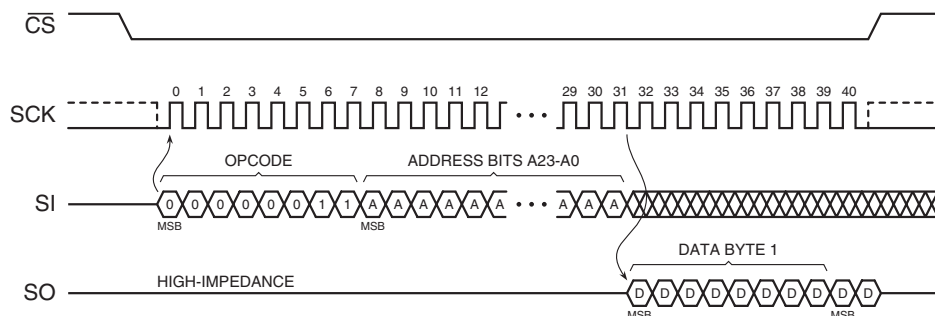 CS
0 1 2 3 4 5 6 7 8 9 10 11 12 29 30 31 32 33 34 35 36 37 38 39 40
SCK
OPCODE ADDRESS BITS A23-A0
SI 0 0 0 0 0 0 1 1 A A A A A A A A A
MSB MSB
DATA BYTE 1
HIGH-IMPEDANCE
SO D D D D D D D D D D
MSB MSB